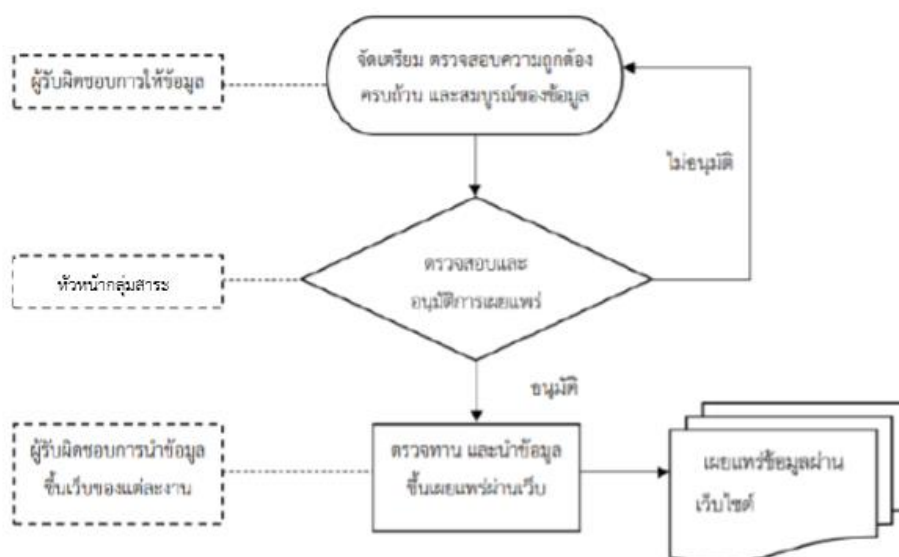 จัดเตรียม ตรวจสอบความถูกต้อง
ครบถ้วน และสมบูรณ์ของข้อมูล
ผู้รับผิดชอบการให้ข้อมูล
ไม่อนุมัติ
ตรวจสอบและ
อนุมัติการเผยแพร่
หัวหน้ากลุ่มสาระ
อนุมัติ
ผู้รับผิดชอบการนำข้อมูล
ขึ้นเว็บของแต่ละงาน
ตรวจทาน และนำข้อมูล
ขึ้นเผยแพร่ผ่านเว็บ
เผยแพร่ข้อมูลผ่าน
เว็บไซต์